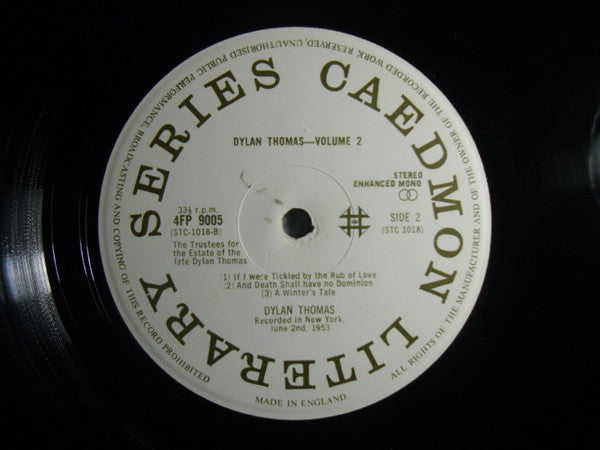 CAEDMON LITERARY SERIES
ALL RIGHTS OF THE MANUFACTURER AND OF THE OWNER OF THE RECORDED WORK RESERVED, UNAUTHORISED PUBLIC PERFORMANCE, BROADCASTING AND COPYING OF THIS RECORD PROHIBITED
DYLAN THOMAS—VOLUME 2
STEREO
ENHANCED MONO
33⅓ r.p.m.
4FP 9005
(STC-1018-B)
SIDE 2
(STC 1018)
The Trustees for
the Estate of the
late Dylan Thomas
(1) If I were Tickled by the Rub of Love
(2) And Death Shall have no Dominion
(3) A Winter's Tale
DYLAN THOMAS
Recorded in New York,
June 2nd. 1953
MADE IN ENGLAND